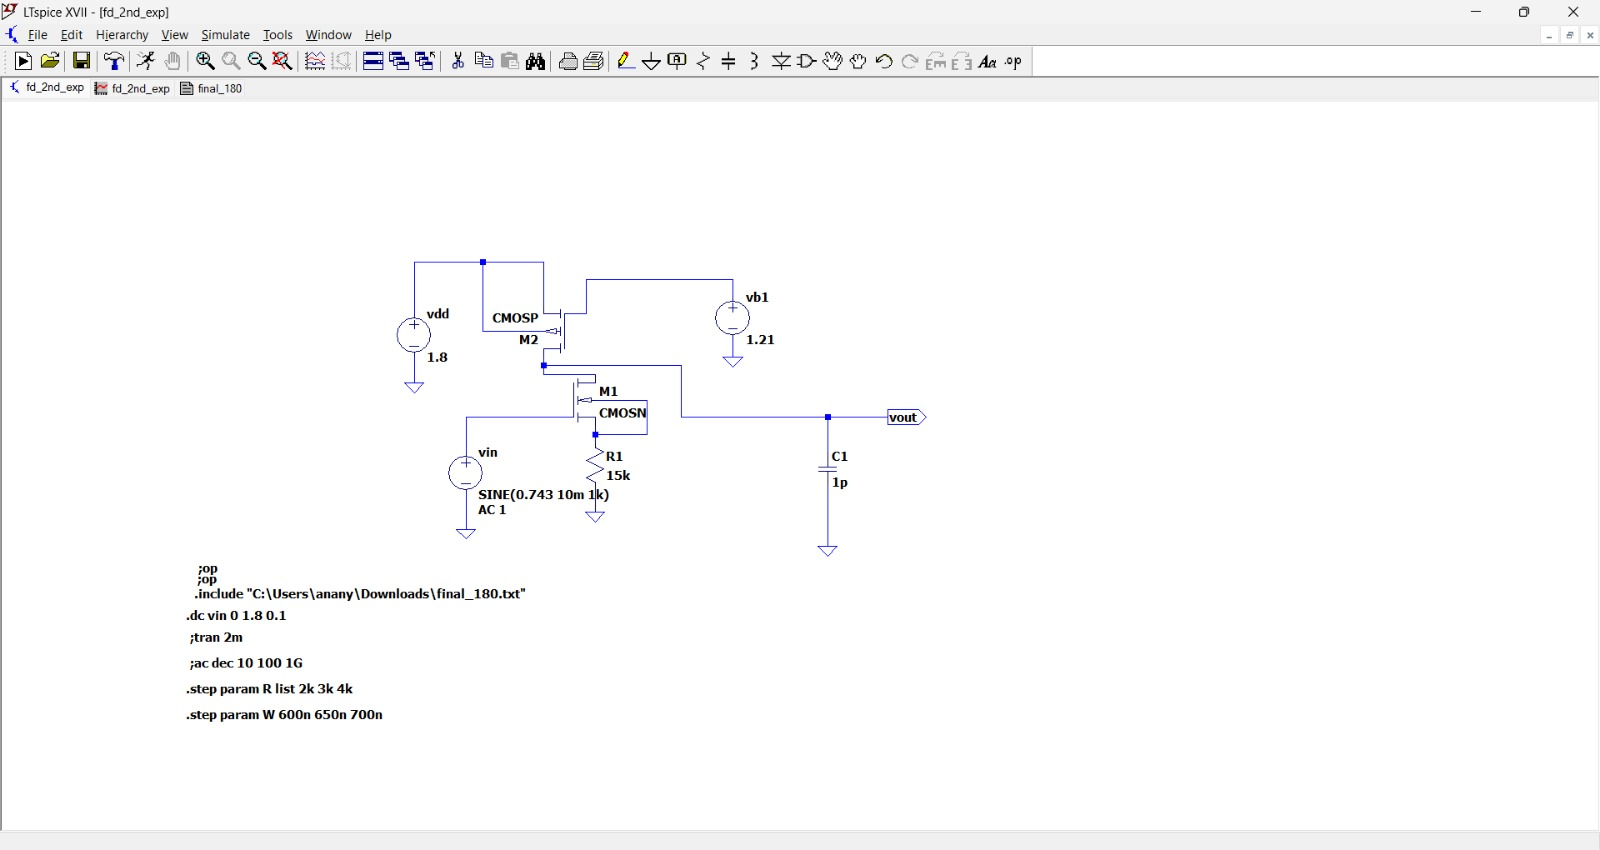 LTspice XVII - [fd_2nd_exp]
File Edit Hierarchy View Simulate Tools Window Help
Aa .op
fd_2nd_exp fd_2nd_exp final_180
vdd
1.8
CMOSP
M2
vb1
1.21
M1
CMOSN
vout
vin
SINE(0.743 10m 1k)
AC 1
R1
15k
C1
1p
;op
;op
.include "C:\Users\anany\Downloads\final_180.txt"
.dc vin 0 1.8 0.1
;tran 2m
;ac dec 10 100 1G
.step param R list 2k 3k 4k
.step param W 600n 650n 700n